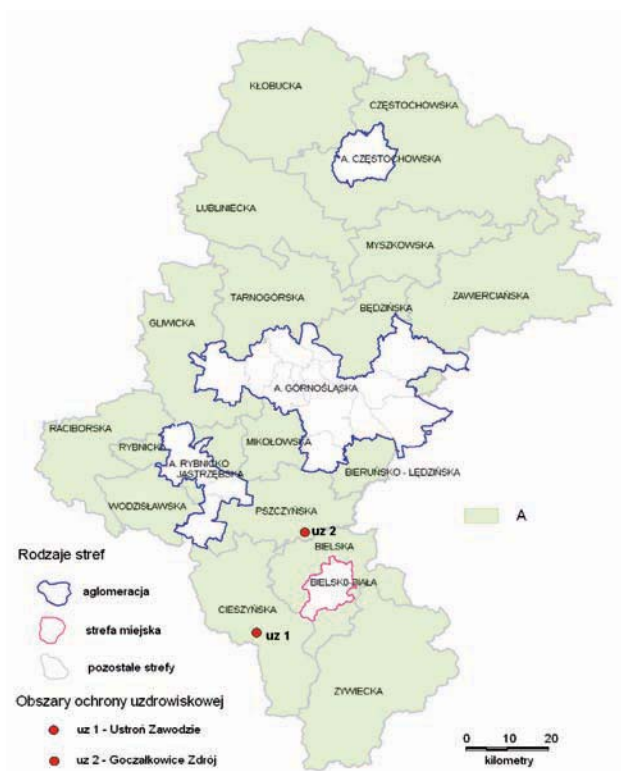 KŁOBUCKA
CZĘSTOCHOWSKA
A. CZĘSTOCHOWSKA
LUBLINIECKA
MYSZKOWSKA
TARNOGÓRSKA
BĘDZIŃSKA
ZAWIERCIAŃSKA
GLIWICKA
A. GÓRNOŚLĄSKA
RACIBORSKA
RYBNICKA
A. RYBNICKO
JASTRZĘBSKA
MIKOŁOWSKA
BIERUŃSKO - LĘDZIŃSKA
WODZISŁAWSKA
PSZCZYŃSKA
A
uz 2
BIELSKA
BIELSKO-BIAŁA
CIESZYŃSKA
uz 1
ŻYWIECKA
Rodzaje stref
aglomeracja
strefa miejska
pozostałe strefy
Obszary ochrony uzdrowiskowej
uz 1 - Ustroń Zawodzie
uz 2 - Goczałkowice Zdrój
0 10 20
kilometry